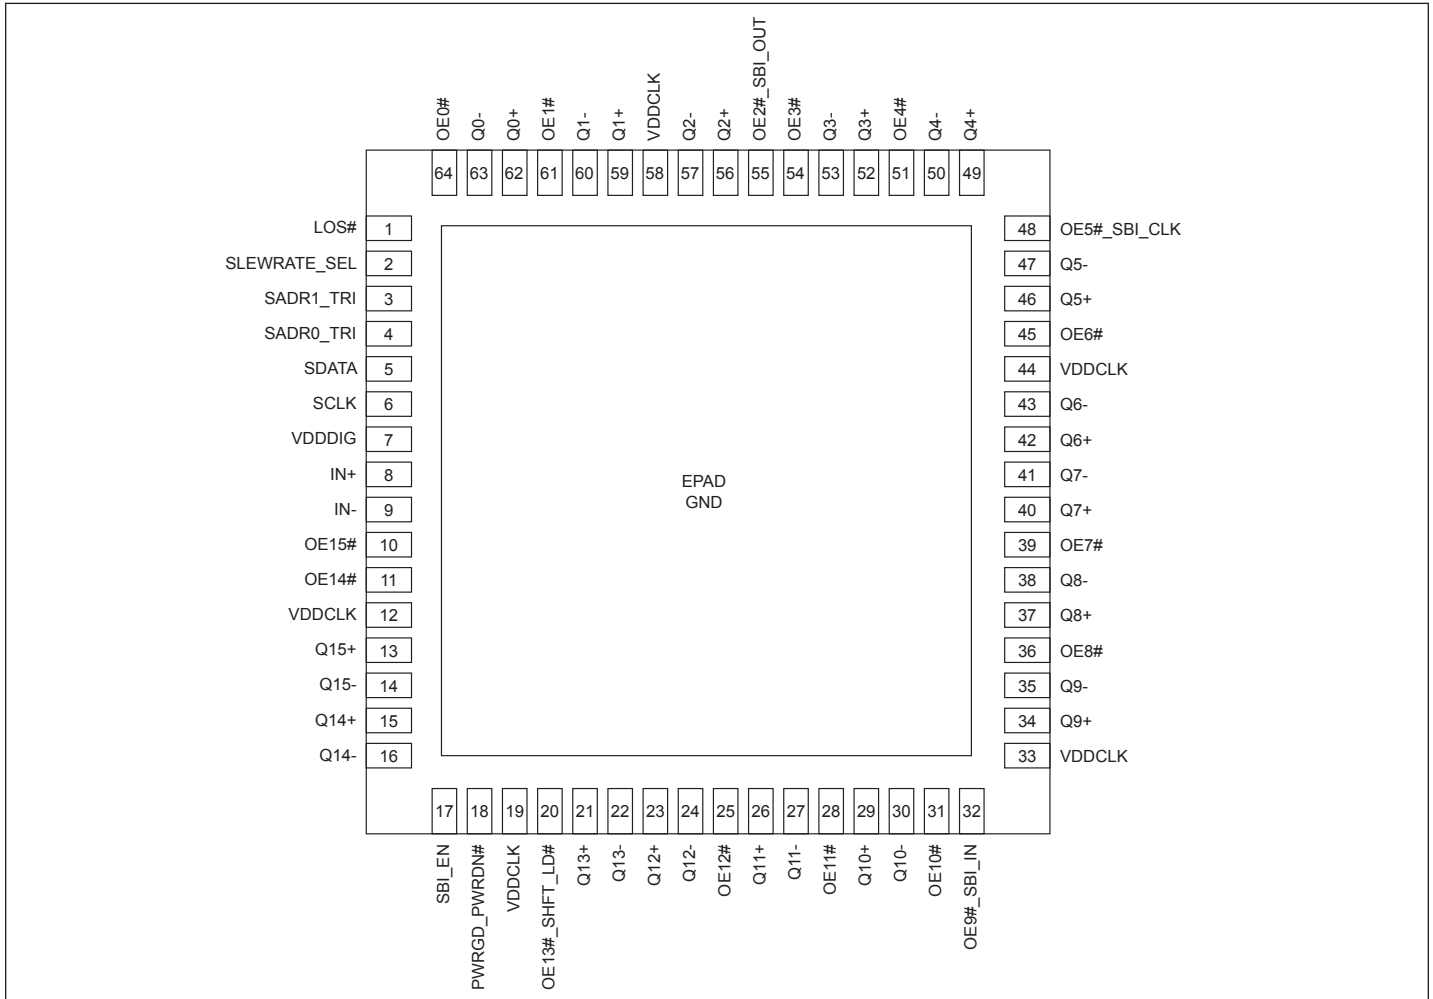 OE0#
Q0-
Q0+
OE1#
Q1-
Q1+
VDDCLK
Q2-
Q2+
OE2#_SBI_OUT
OE3#
Q3-
Q3+
OE4#
Q4-
Q4+
64 63 62 61 60 59 58 57 56 55 54 53 52 51 50 49
LOS# 1
SLEWRATE_SEL 2
SADR1_TRI 3
SADR0_TRI 4
SDATA 5
SCLK 6
VDDDIG 7
IN+ 8
IN- 9
OE15# 10
OE14# 11
VDDCLK 12
Q15+ 13
Q15- 14
Q14+ 15
Q14- 16
EPAD
GND
48 OE5#_SBI_CLK
47 Q5-
46 Q5+
45 OE6#
44 VDDCLK
43 Q6-
42 Q6+
41 Q7-
40 Q7+
39 OE7#
38 Q8-
37 Q8+
36 OE8#
35 Q9-
34 Q9+
33 VDDCLK
17 18 19 20 21 22 23 24 25 26 27 28 29 30 31 32
SBI_EN
PWRGD_PWRDN#
VDDCLK
OE13#_SHFT_LD#
Q13+
Q13-
Q12+
Q12-
OE12#
Q11+
Q11-
OE11#
Q10+
Q10-
OE10#
OE9#_SBI_IN